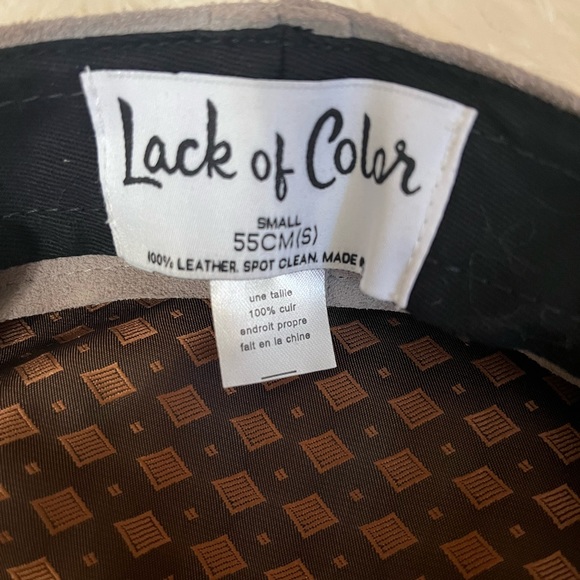 Lack of Color
SMALL
55CM(S)
100% LEATHER. SPOT CLEAN. MADE
une taille
100% cuir
endroit propre
fait en la chine